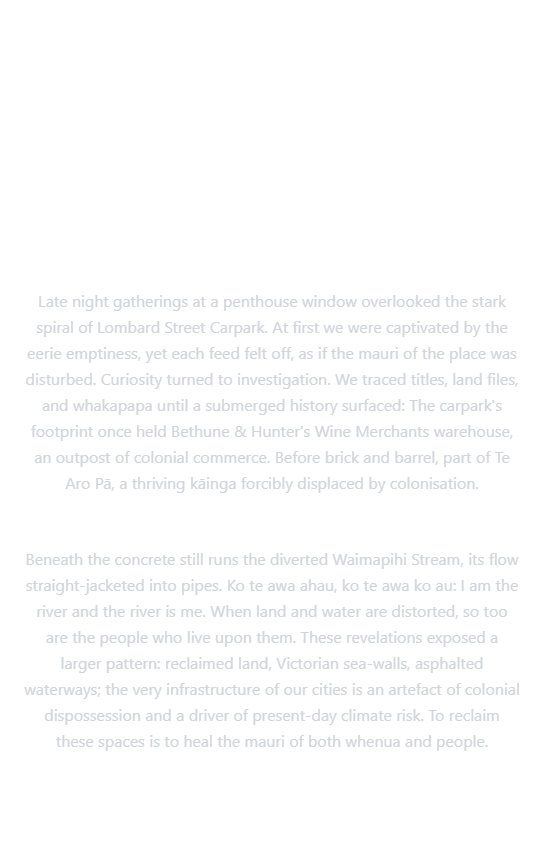 Late night gatherings at a penthouse window overlooked the stark
spiral of Lombard Street Carpark. At first we were captivated by the
eerie emptiness, yet each feed felt off, as if the mauri of the place was
disturbed. Curiosity turned to investigation. We traced titles, land files,
and whakapapa until a submerged history surfaced: The carpark's
footprint once held Bethune & Hunter's Wine Merchants warehouse,
an outpost of colonial commerce. Before brick and barrel, part of Te
Aro Pā, a thriving kāinga forcibly displaced by colonisation.
Beneath the concrete still runs the diverted Waimapihi Stream, its flow
straight-jacketed into pipes. Ko te awa ahau, ko te awa ko au: I am the
river and the river is me. When land and water are distorted, so too
are the people who live upon them. These revelations exposed a
larger pattern: reclaimed land, Victorian sea-walls, asphalted
waterways; the very infrastructure of our cities is an artefact of colonial
dispossession and a driver of present-day climate risk. To reclaim
these spaces is to heal the mauri of both whenua and people.